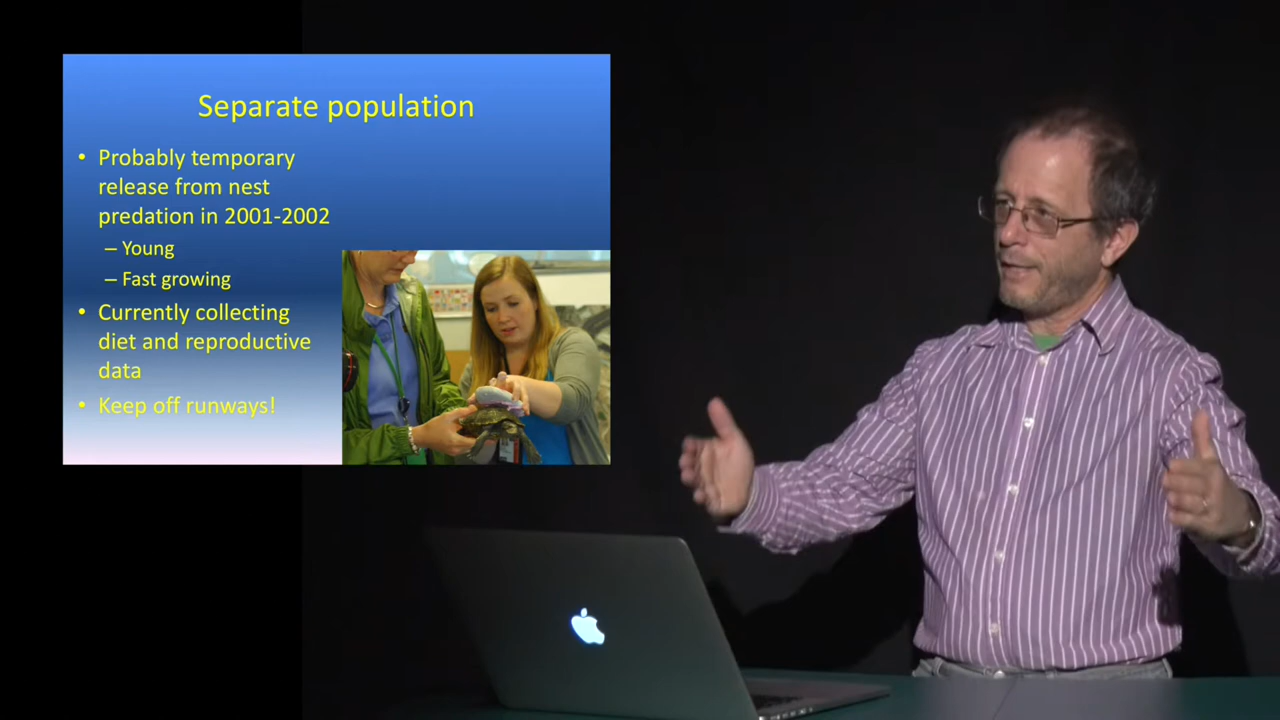 Separate population
• Probably temporary
release from nest
predation in 2001-2002
– Young
– Fast growing
• Currently collecting
diet and reproductive
data
• Keep off runways!